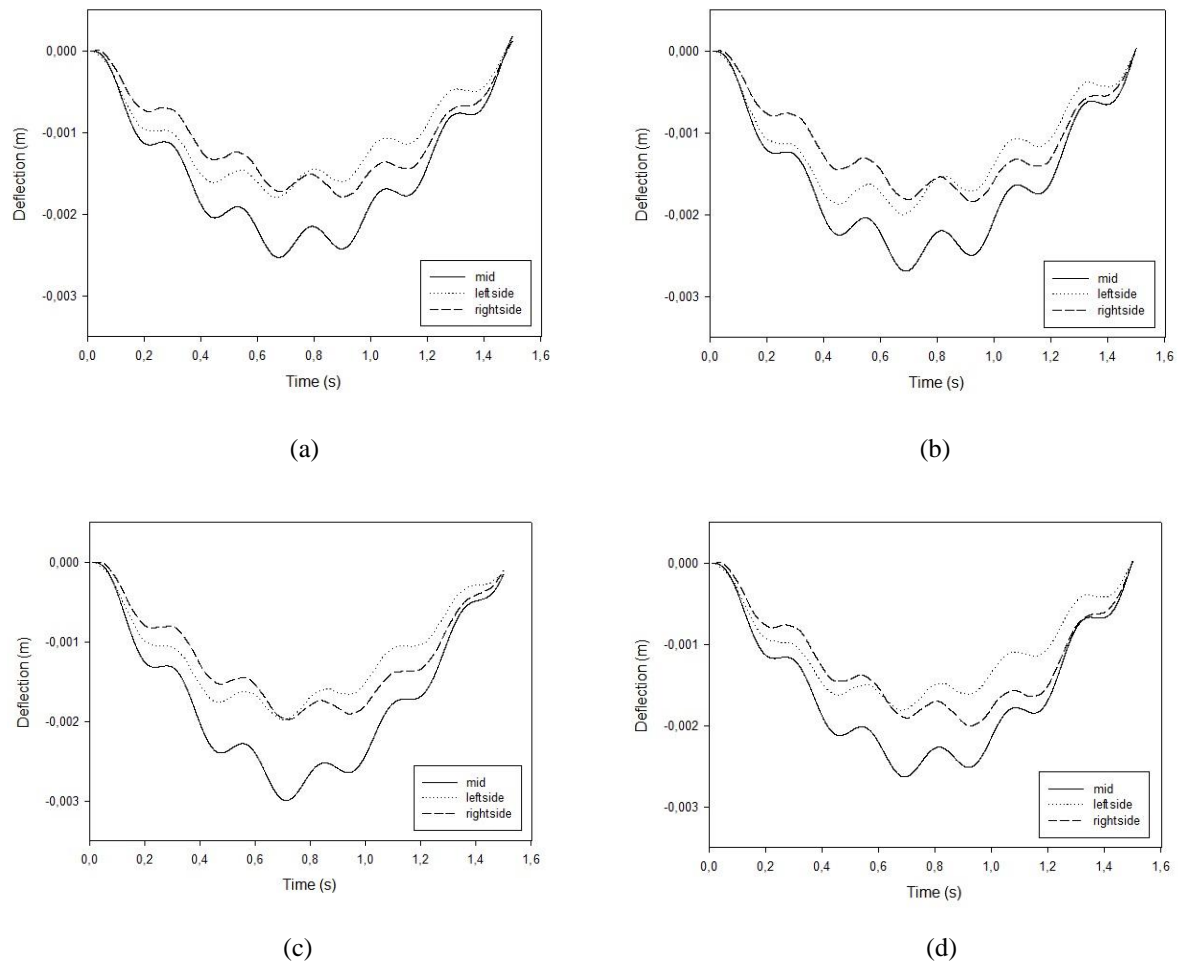 0,000
-0,001
-0,002
-0,003
Deflection (m)
mid
leftside
rightside
0,0 0,2 0,4 0,6 0,8 1,0 1,2 1,4 1,6
Time (s)
(a)
0,000
-0,001
-0,002
-0,003
Deflection (m)
mid
leftside
rightside
0,0 0,2 0,4 0,6 0,8 1,0 1,2 1,4 1,6
Time (s)
(b)
0,000
-0,001
-0,002
-0,003
Deflection (m)
mid
leftside
rightside
0,0 0,2 0,4 0,6 0,8 1,0 1,2 1,4 1,6
Time (s)
(c)
0,000
-0,001
-0,002
-0,003
Deflection (m)
mid
leftside
rightside
0,0 0,2 0,4 0,6 0,8 1,0 1,2 1,4 1,6
Time (s)
(d)